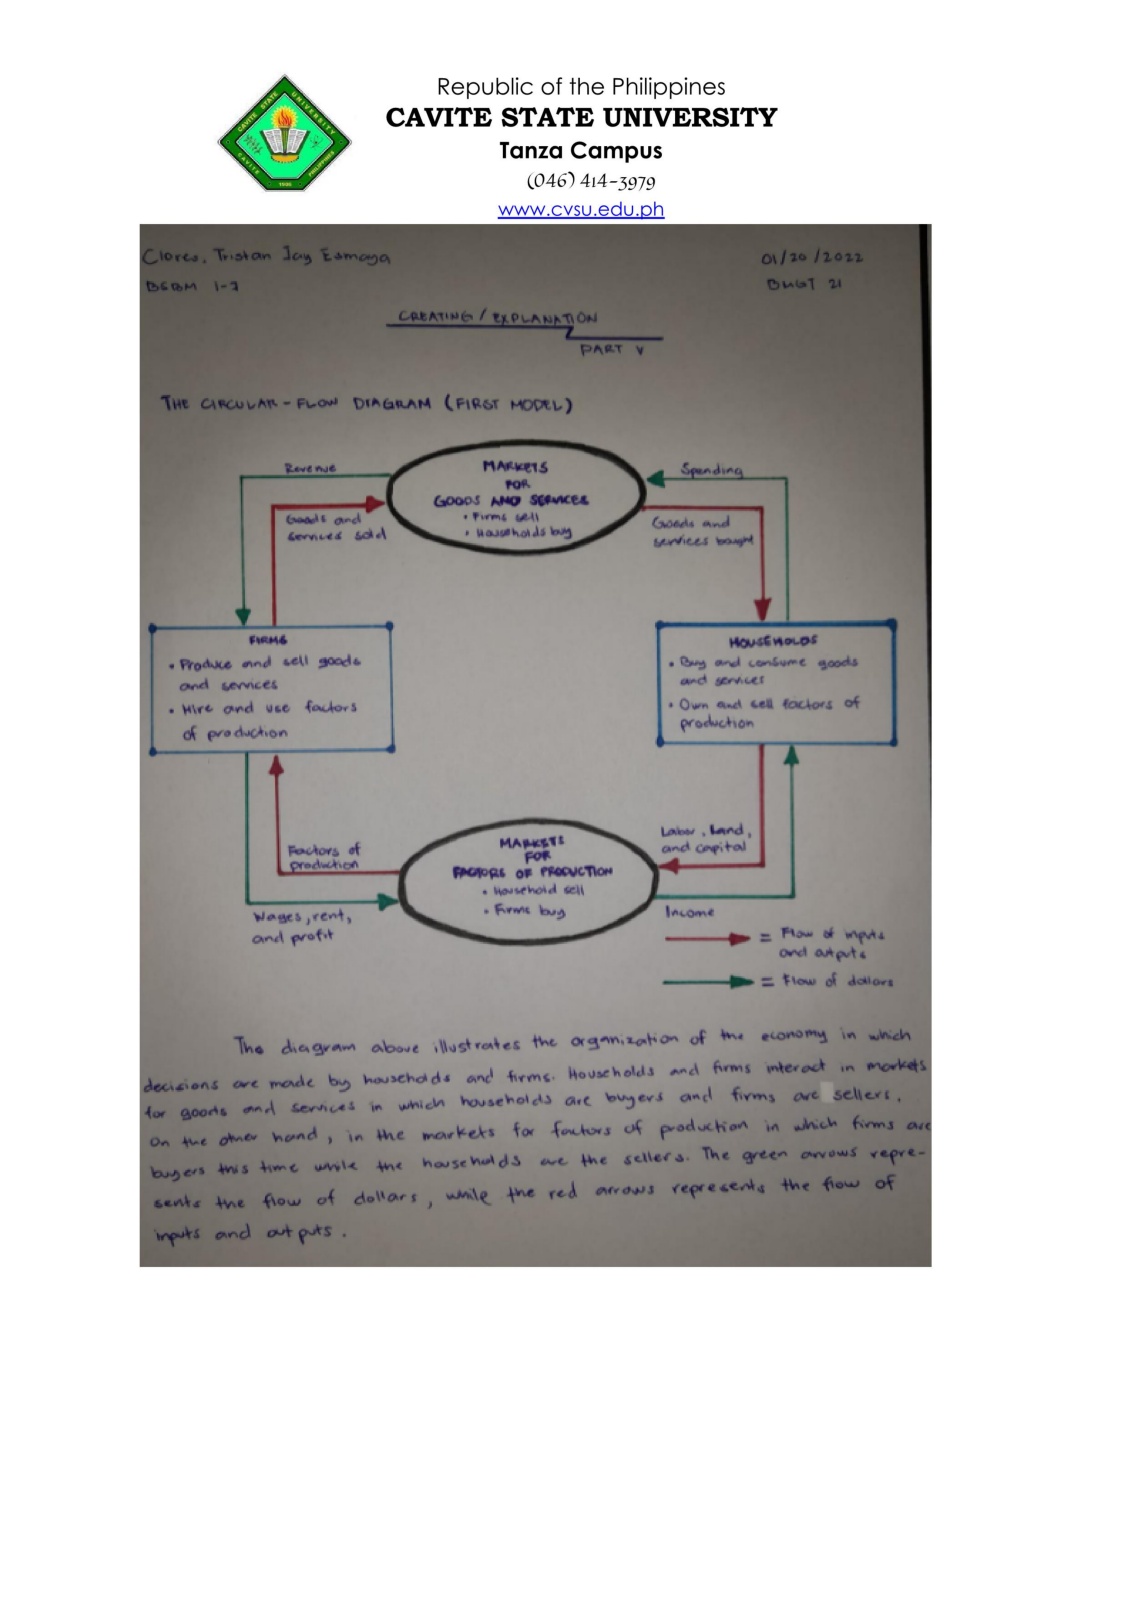 Republic of the Philippines
CAVITE STATE UNIVERSITY
Tanza Campus
(046) 414-3979
www.cvsu.edu.ph
CAVITE STATE UNIVERSITY
CAVITE PHILIPPINES
1906
Clores, Tristan Jay Esmaya
01/20/2022
BSBM 1-3
BMGT 21
CREATING / EXPLANATION
PART V
THE CIRCULAR-FLOW DIAGRAM (FIRST MODEL)
Revenue
MARKETS
FOR
GOODS AND SERVICES
• Firms sell
• Households buy
Spending
Goods and
services sold
Goods and
services bought
FIRMS
• Produce and sell goods
and services
• Hire and use factors
of production
HOUSEHOLDS
• Buy and consume goods
and services
• Own and sell factors of
production
Factors of
production
MARKETS
FOR
FACTORS OF PRODUCTION
• Household sell
• Firms buy
Labor, land,
and capital
Wages, rent,
and profit
Income
= Flow of inputs
and outputs
= Flow of dollars
The diagram above illustrates the organization of the economy in which
decisions are made by households and firms. Households and firms interact in markets
for goods and services in which households are buyers and firms are sellers.
On the other hand, in the markets for factors of production in which firms are
buyers this time while the households are the sellers. The green arrows repre-
sents the flow of dollars, while the red arrows represents the flow of
inputs and outputs.